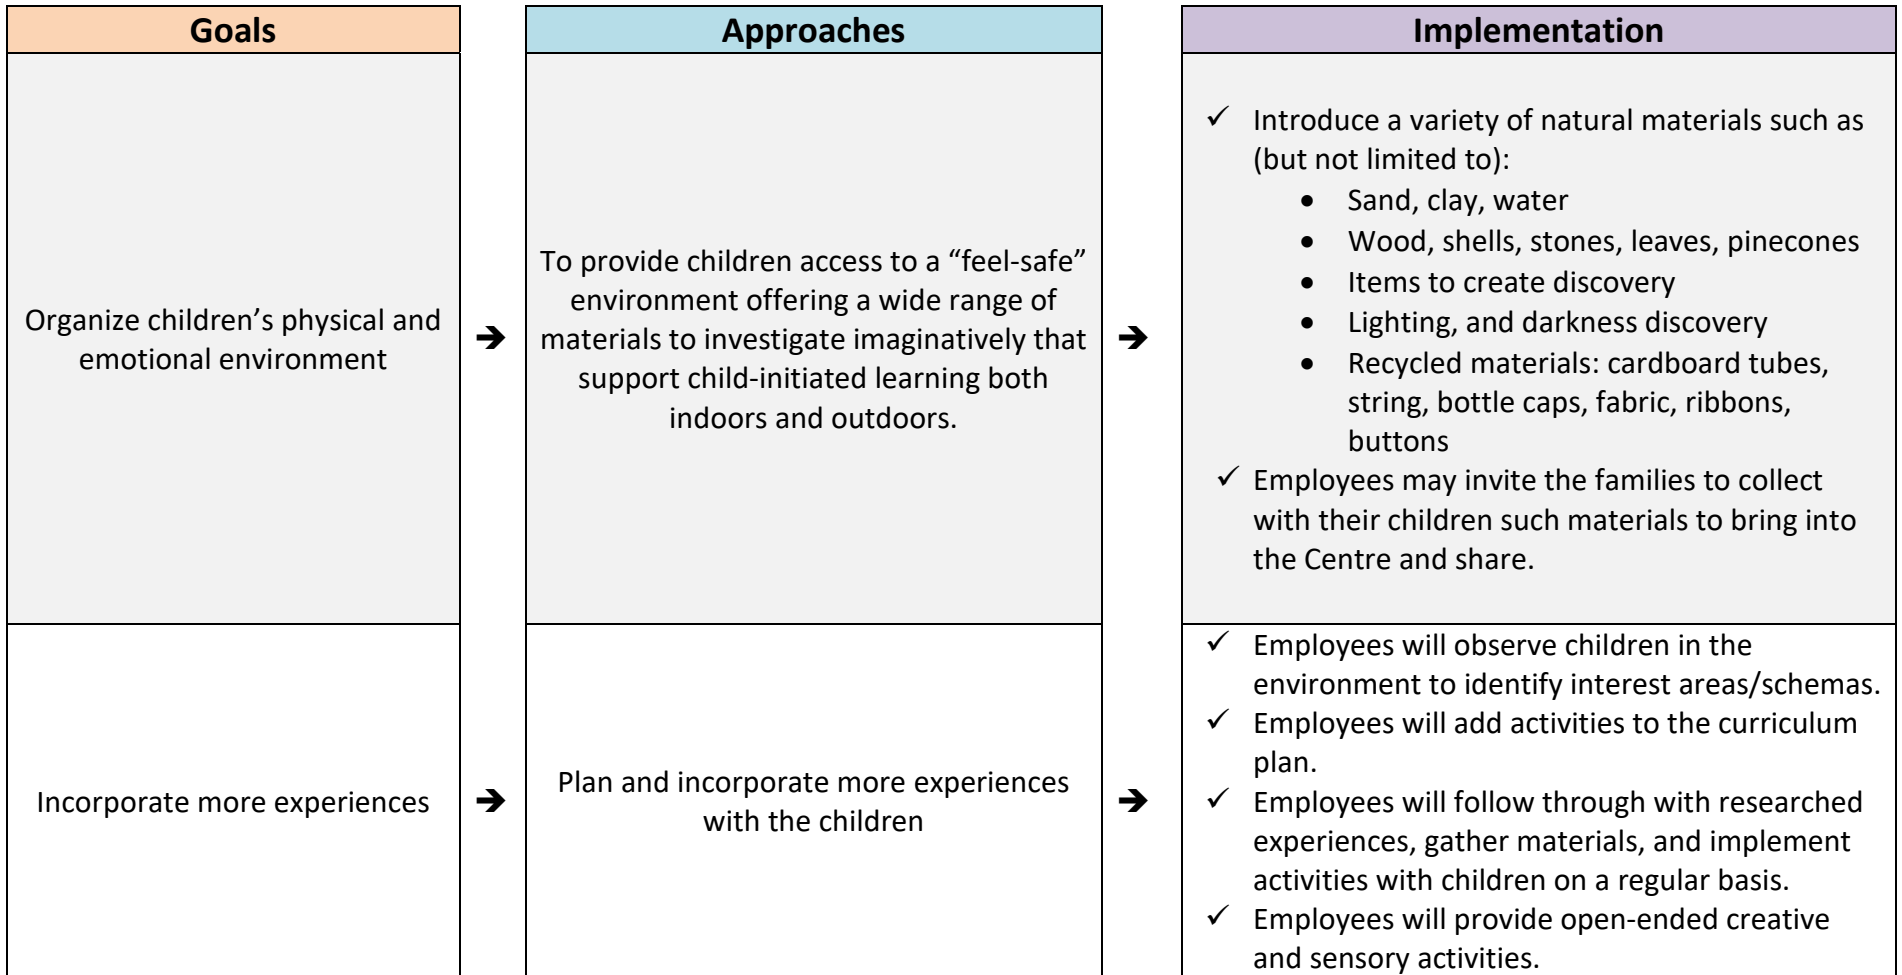 Goals
Approaches
Implementation
Organize children’s physical and
emotional environment
➔
To provide children access to a “feel-safe”
environment offering a wide range of
materials to investigate imaginatively that
support child-initiated learning both
indoors and outdoors.
➔
✓ Introduce a variety of natural materials such as
(but not limited to):
• Sand, clay, water
• Wood, shells, stones, leaves, pinecones
• Items to create discovery
• Lighting, and darkness discovery
• Recycled materials: cardboard tubes,
string, bottle caps, fabric, ribbons,
buttons
✓ Employees may invite the families to collect
with their children such materials to bring into
the Centre and share.
Incorporate more experiences
➔
Plan and incorporate more experiences
with the children
➔
✓ Employees will observe children in the
environment to identify interest areas/schemas.
✓ Employees will add activities to the curriculum
plan.
✓ Employees will follow through with researched
experiences, gather materials, and implement
activities with children on a regular basis.
✓ Employees will provide open-ended creative
and sensory activities.